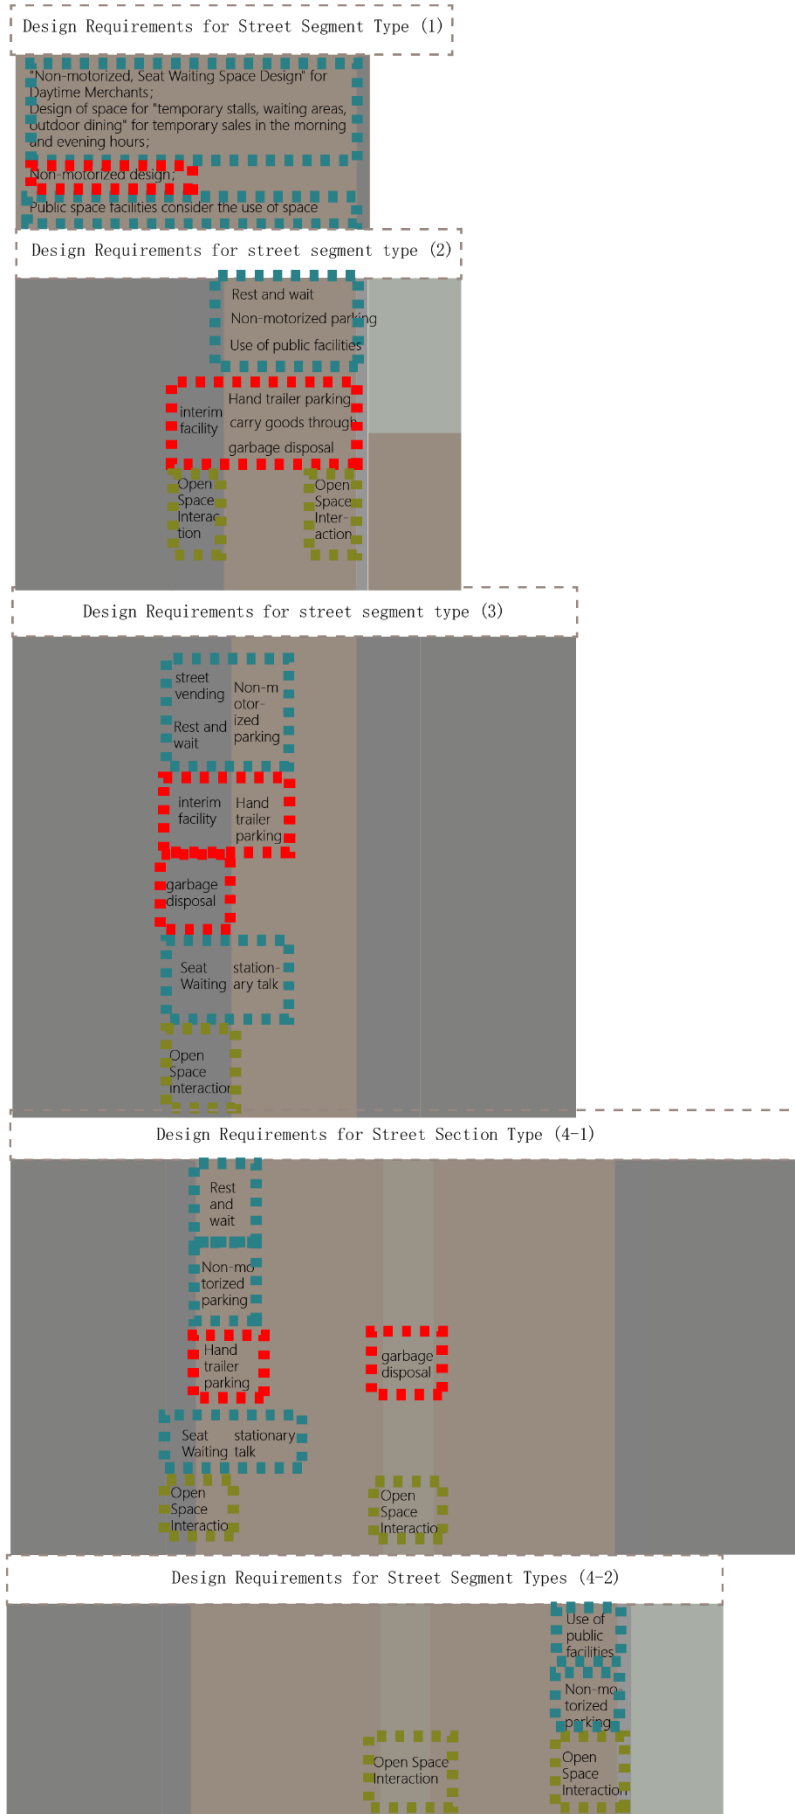 Design Requirements for Street Segment Type (1)
"Non-motorized, Seat Waiting Space Design" for
Daytime Merchants;
Design of space for "temporary stalls, waiting areas,
outdoor dining" for temporary sales in the morning
and evening hours;
Non-motorized design;
Public space facilities consider the use of space
Design Requirements for street segment type (2)
Rest and wait
Non-motorized parking
Use of public facilities
interim
facility
Hand trailer parking
carry goods through
garbage disposal
Open
Space
Interac
tion
Open
Space
Inter-
action
Design Requirements for street segment type (3)
street
vending
Rest and
wait
Non-m
otor-
ized
parking
interim
facility
Hand
trailer
parking
garbage
disposal
Seat
Waiting
station-
ary talk
Open
Space
interaction
Design Requirements for Street Section Type (4-1)
Rest
and
wait
Non-mo
torized
parking
Hand
trailer
parking
garbage
disposal
Seat
Waiting
stationary
talk
Open
Space
Interactio
Open
Space
Interactio
Design Requirements for Street Segment Types (4-2)
Use of
public
facilities
Non-mo-
torized
parking
Open Space
Interaction
Open
Space
Interaction